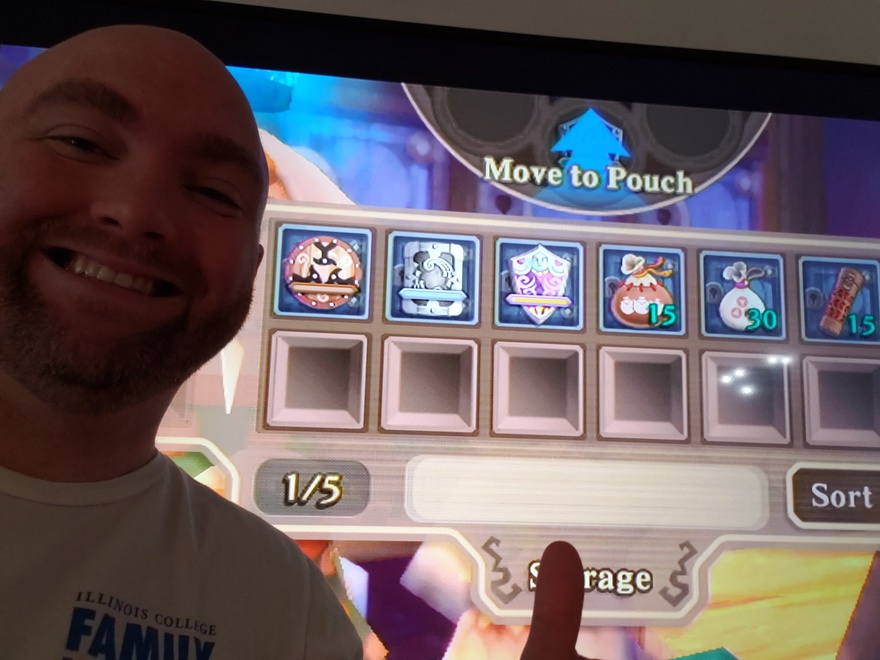 Move to Pouch
15
30
15
1/5
Sort
ILLINOIS COLLEGE
FAMILY